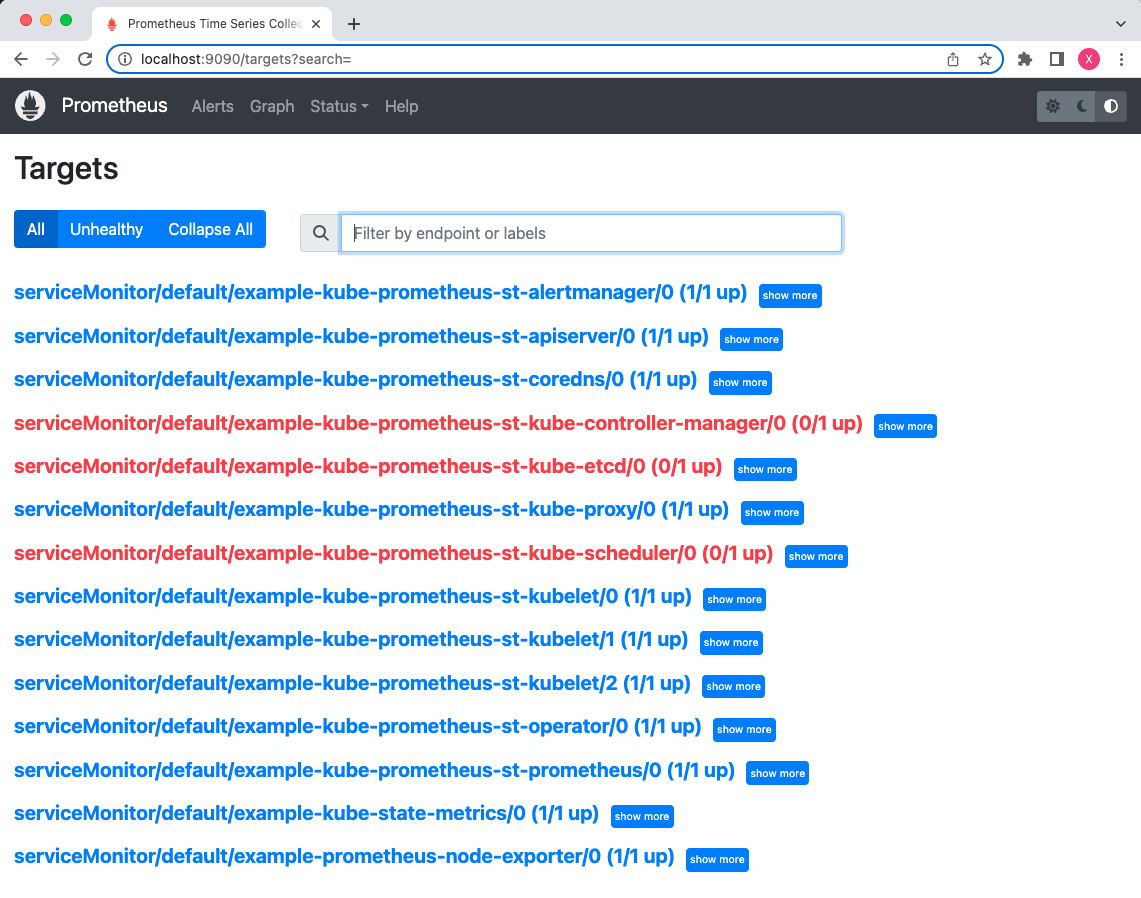 Prometheus Time Series Collec
localhost:9090/targets?search=
X
Prometheus Alerts Graph Status Help
Targets
All Unhealthy Collapse All Filter by endpoint or labels
serviceMonitor/default/example-kube-prometheus-st-alertmanager/0 (1/1 up) show more
serviceMonitor/default/example-kube-prometheus-st-apiserver/0 (1/1 up) show more
serviceMonitor/default/example-kube-prometheus-st-coredns/0 (1/1 up) show more
serviceMonitor/default/example-kube-prometheus-st-kube-controller-manager/0 (0/1 up) show more
serviceMonitor/default/example-kube-prometheus-st-kube-etcd/0 (0/1 up) show more
serviceMonitor/default/example-kube-prometheus-st-kube-proxy/0 (1/1 up) show more
serviceMonitor/default/example-kube-prometheus-st-kube-scheduler/0 (0/1 up) show more
serviceMonitor/default/example-kube-prometheus-st-kubelet/0 (1/1 up) show more
serviceMonitor/default/example-kube-prometheus-st-kubelet/1 (1/1 up) show more
serviceMonitor/default/example-kube-prometheus-st-kubelet/2 (1/1 up) show more
serviceMonitor/default/example-kube-prometheus-st-operator/0 (1/1 up) show more
serviceMonitor/default/example-kube-prometheus-st-prometheus/0 (1/1 up) show more
serviceMonitor/default/example-kube-state-metrics/0 (1/1 up) show more
serviceMonitor/default/example-prometheus-node-exporter/0 (1/1 up) show more